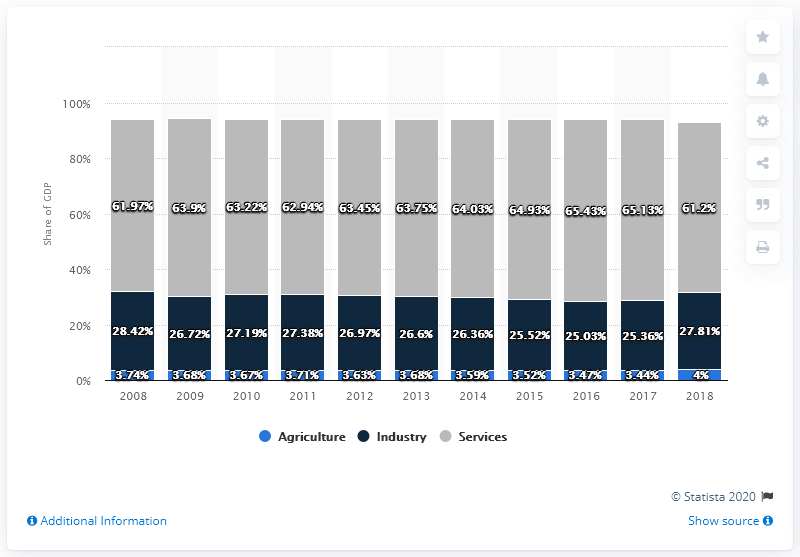 100%
80%
60%
40%
20%
0%
Share of GDP
61.97% 63.9% 63.22% 62.94% 63.45% 63.75% 64.03% 64.93% 65.43% 65.13% 61.2%
28.42% 26.72% 27.19% 27.38% 26.97% 26.6% 26.36% 25.52% 25.03% 25.36% 27.81%
3.74% 3.68% 3.67% 3.71% 3.63% 3.68% 3.59% 3.52% 3.47% 3.44% 4%
2008 2009 2010 2011 2012 2013 2014 2015 2016 2017 2018
Agriculture Industry Services
© Statista 2020
Additional Information Show source